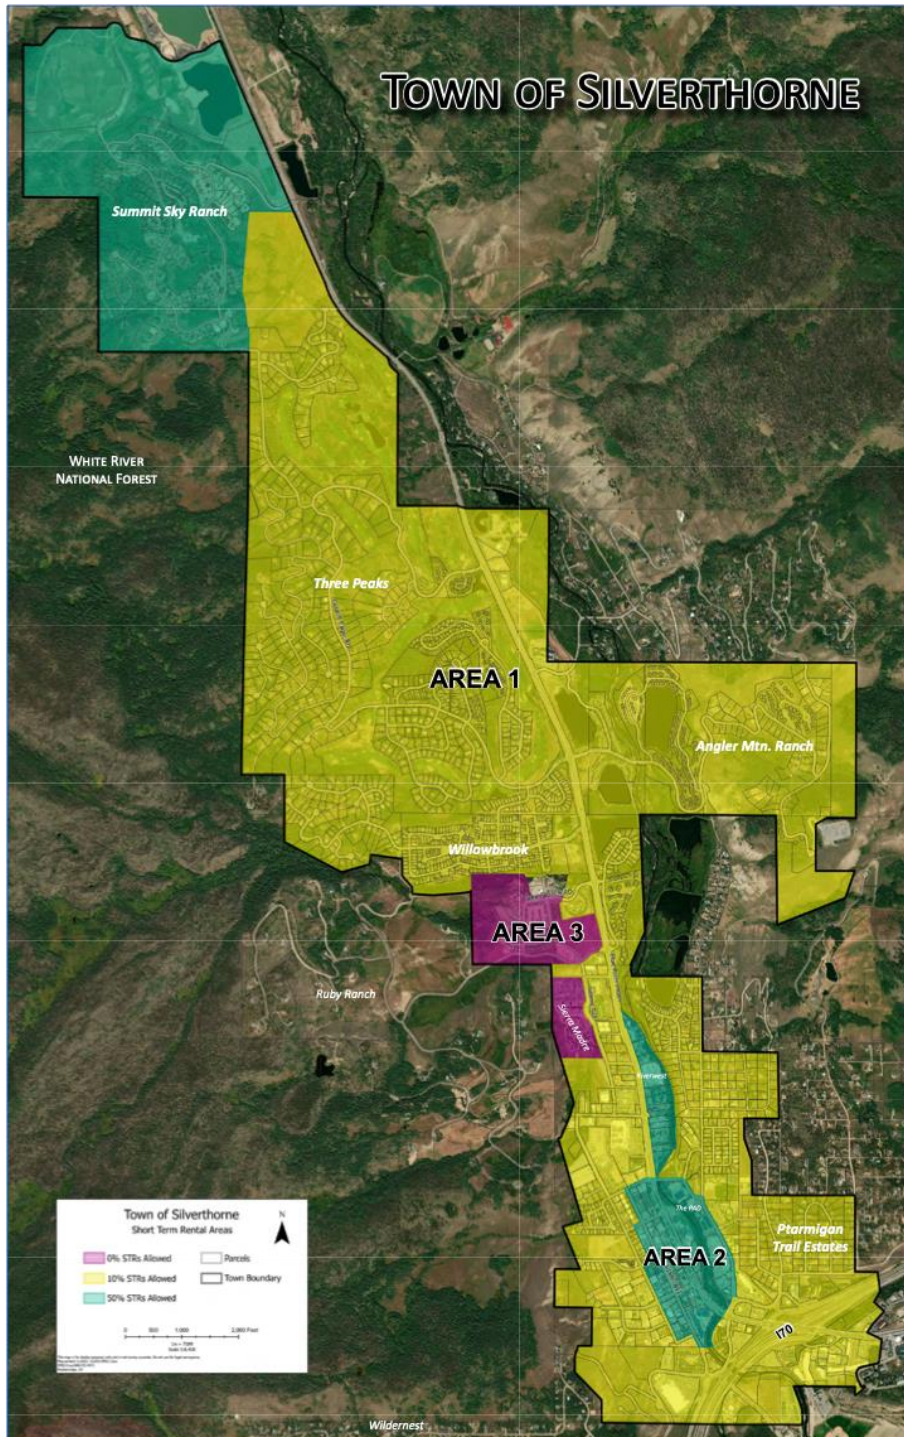 TOWN OF SILVERTHORNE
Summit Sky Ranch
WHITE RIVER
NATIONAL FOREST
Three Peaks
AREA 1
Angler Mtn. Ranch
Willowbrook
AREA 3
Ruby Ranch
Sierra Madre
Riverwest
The RAD
Ptarmigan
Trail Estates
AREA 2
I70
Wildernest
Town of Silverthorne
Short Term Rental Areas
N
0% STRs Allowed
Parcels
10% STRs Allowed
Town Boundary
50% STRs Allowed